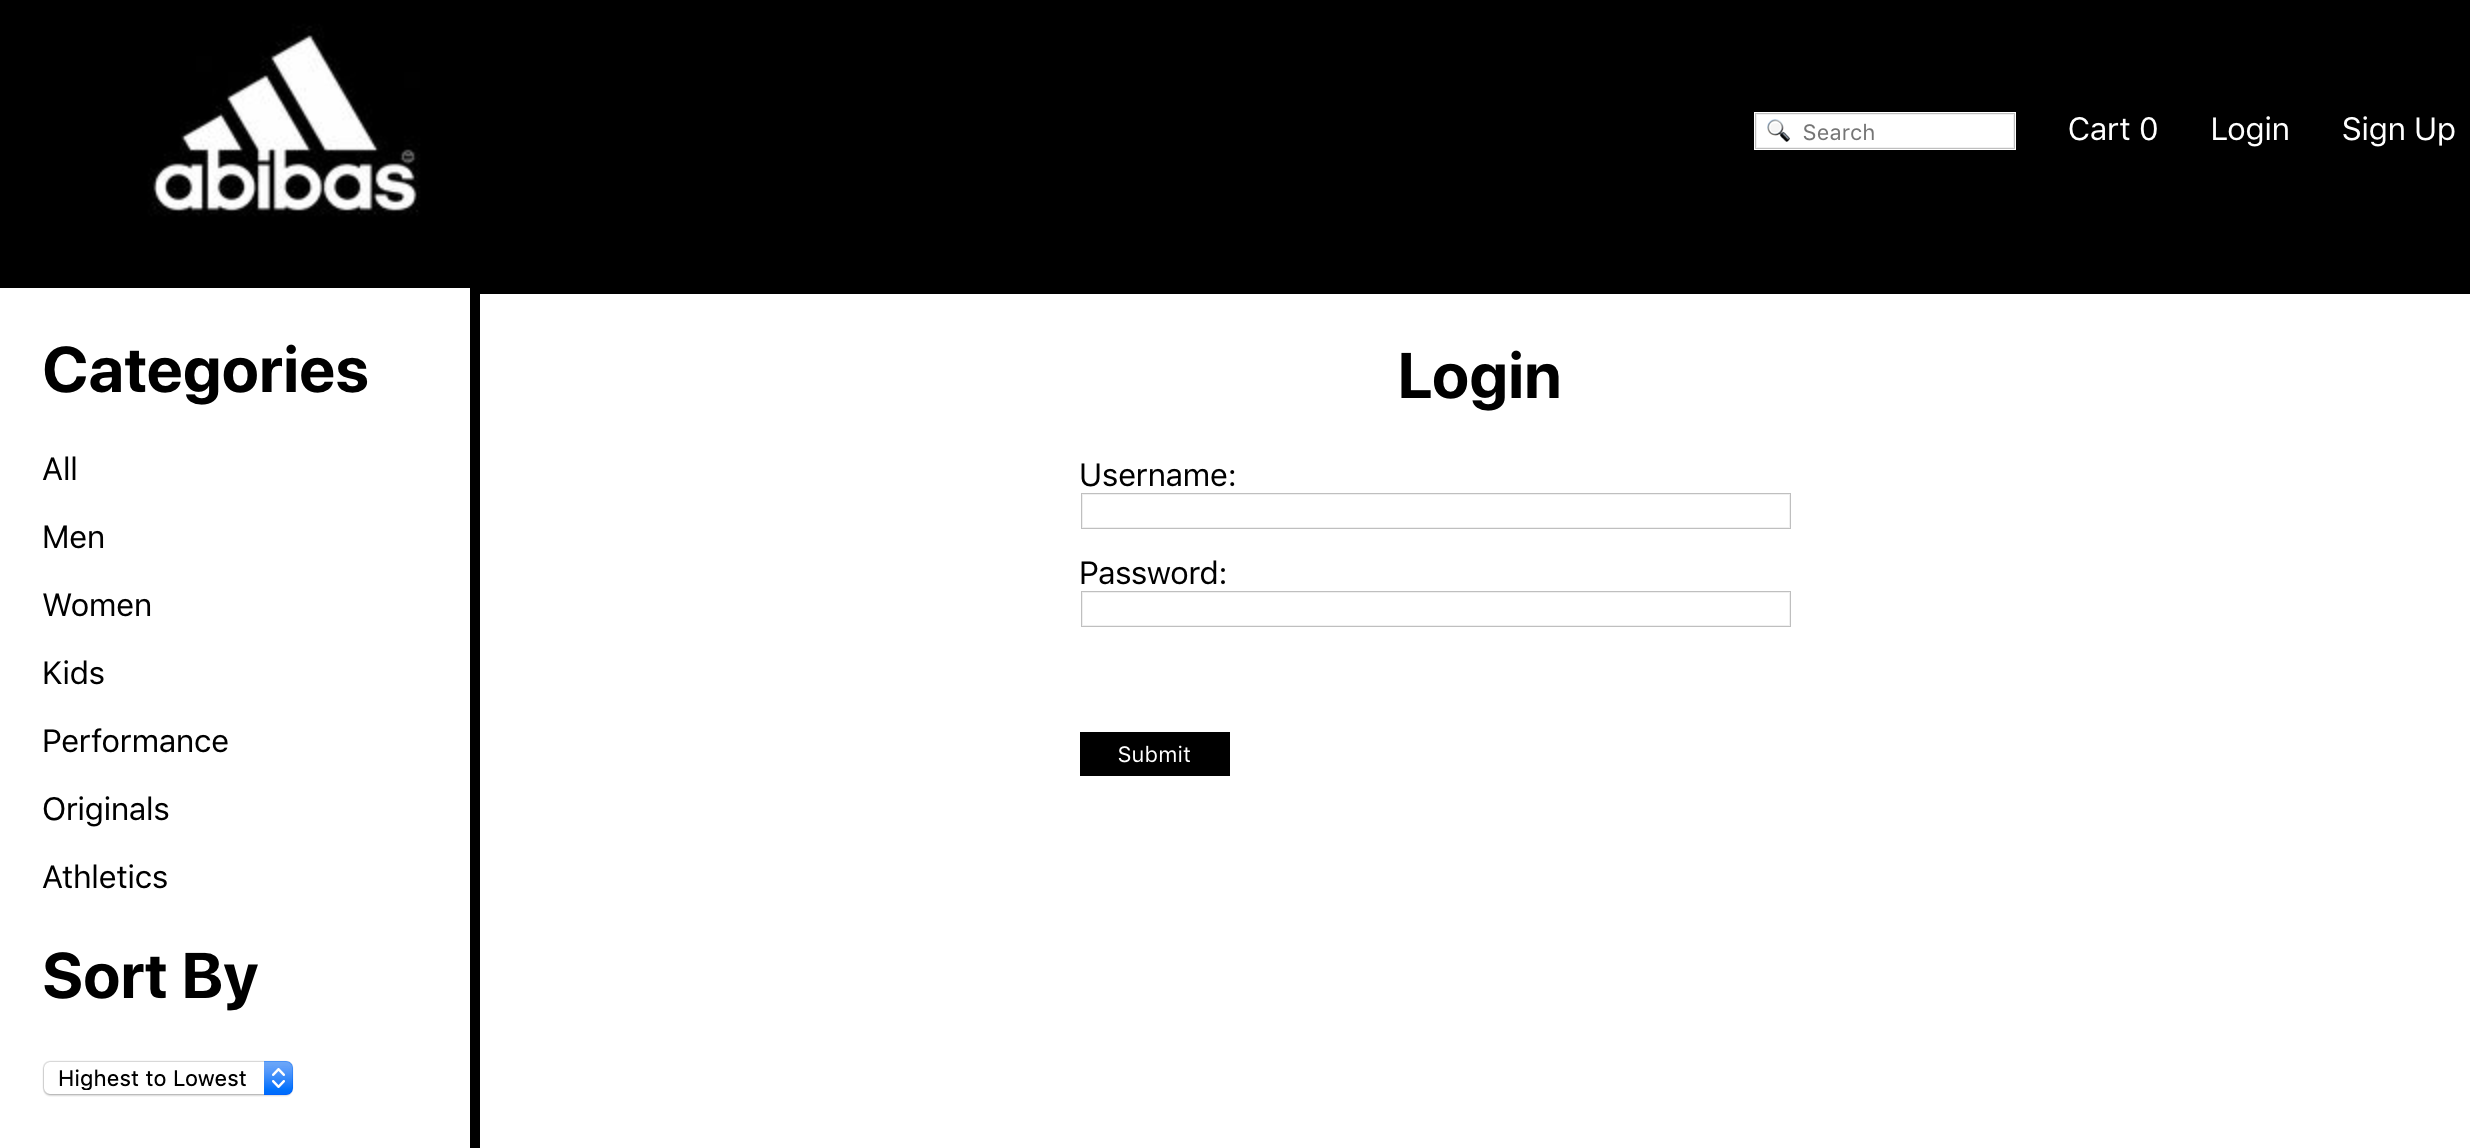 abibas
🔍 Search
Cart 0
Login
Sign Up
Categories
All
Men
Women
Kids
Performance
Originals
Athletics
Sort By
Highest to Lowest
Login
Username:
Password:
Submit